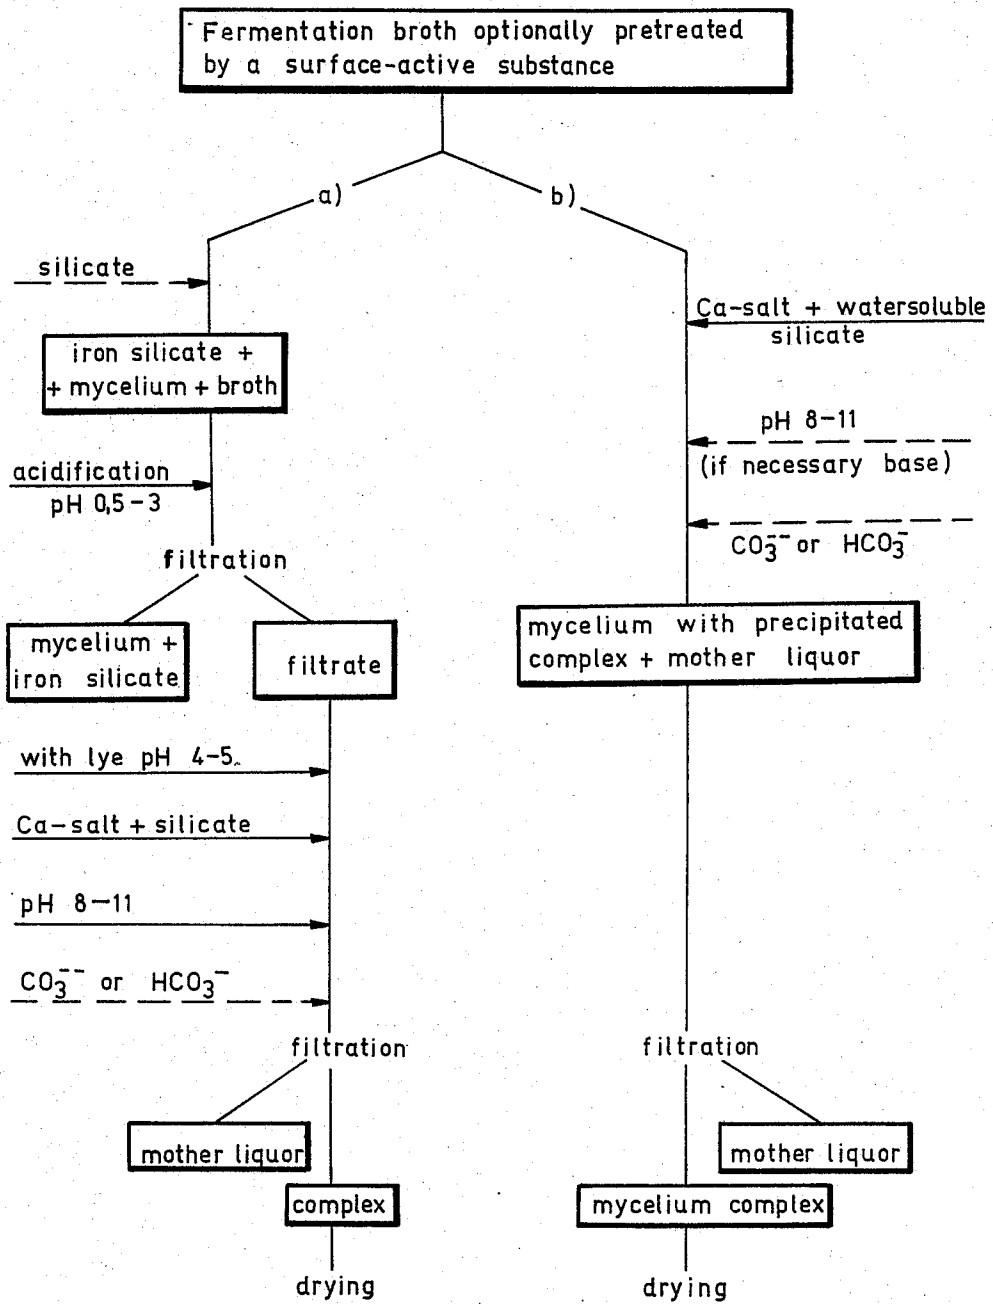 Fermentation broth optionally pretreated
by a surface-active substance
a)
b)
silicate
iron silicate +
+ mycelium + broth
acidification
pH 0,5-3
filtration
mycelium +
iron silicate
filtrate
with lye pH 4-5
Ca-salt + silicate
pH 8-11
CO₃⁻⁻ or HCO₃⁻
filtration
mother liquor
complex
drying
Ca-salt + watersoluble
silicate
pH 8-11
(if necessary base)
CO₃⁻⁻ or HCO₃⁻
mycelium with precipitated
complex + mother liquor
filtration
mother liquor
mycelium complex
drying